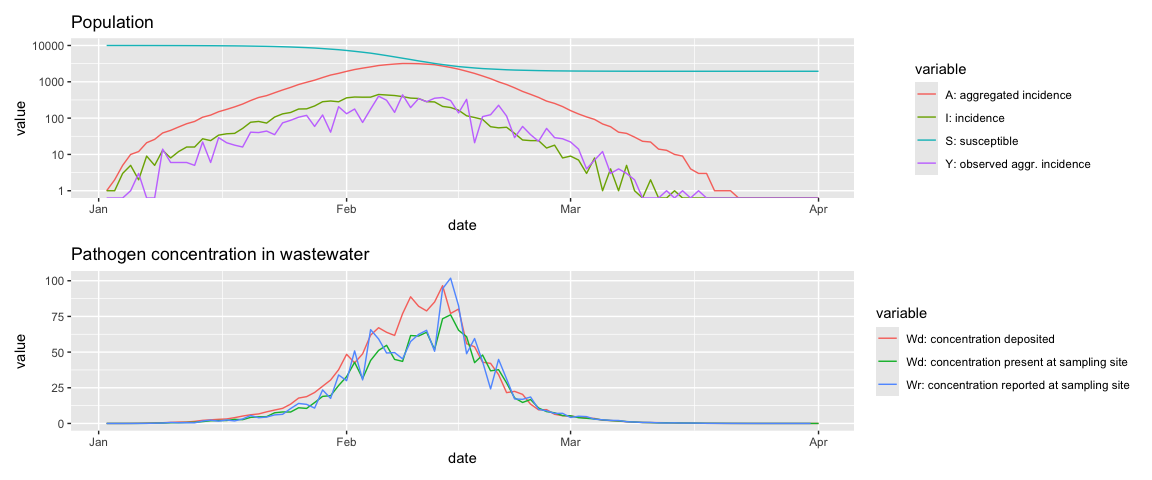 Population
10000
1000
100
10
1
value
Jan
Feb
Mar
Apr
date
variable
A: aggregated incidence
I: incidence
S: susceptible
Y: observed aggr. incidence
Pathogen concentration in wastewater
100
75
50
25
0
value
Jan
Feb
Mar
Apr
date
variable
Wd: concentration deposited
Wd: concentration present at sampling site
Wr: concentration reported at sampling site